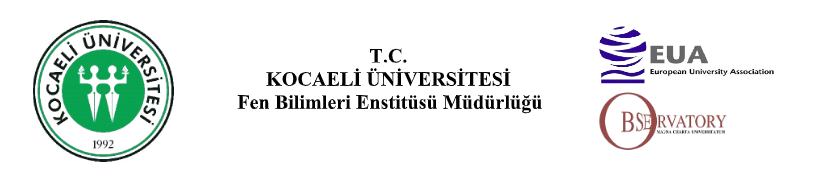 KOCAELİ ÜNİVERSİTESİ
1992
T.C.
KOCAELİ ÜNİVERSİTESİ
Fen Bilimleri Enstitüsü Müdürlüğü
EUA
European University Association
OBSERVATORY
MAGNA CHARTA UNIVERSITATUM